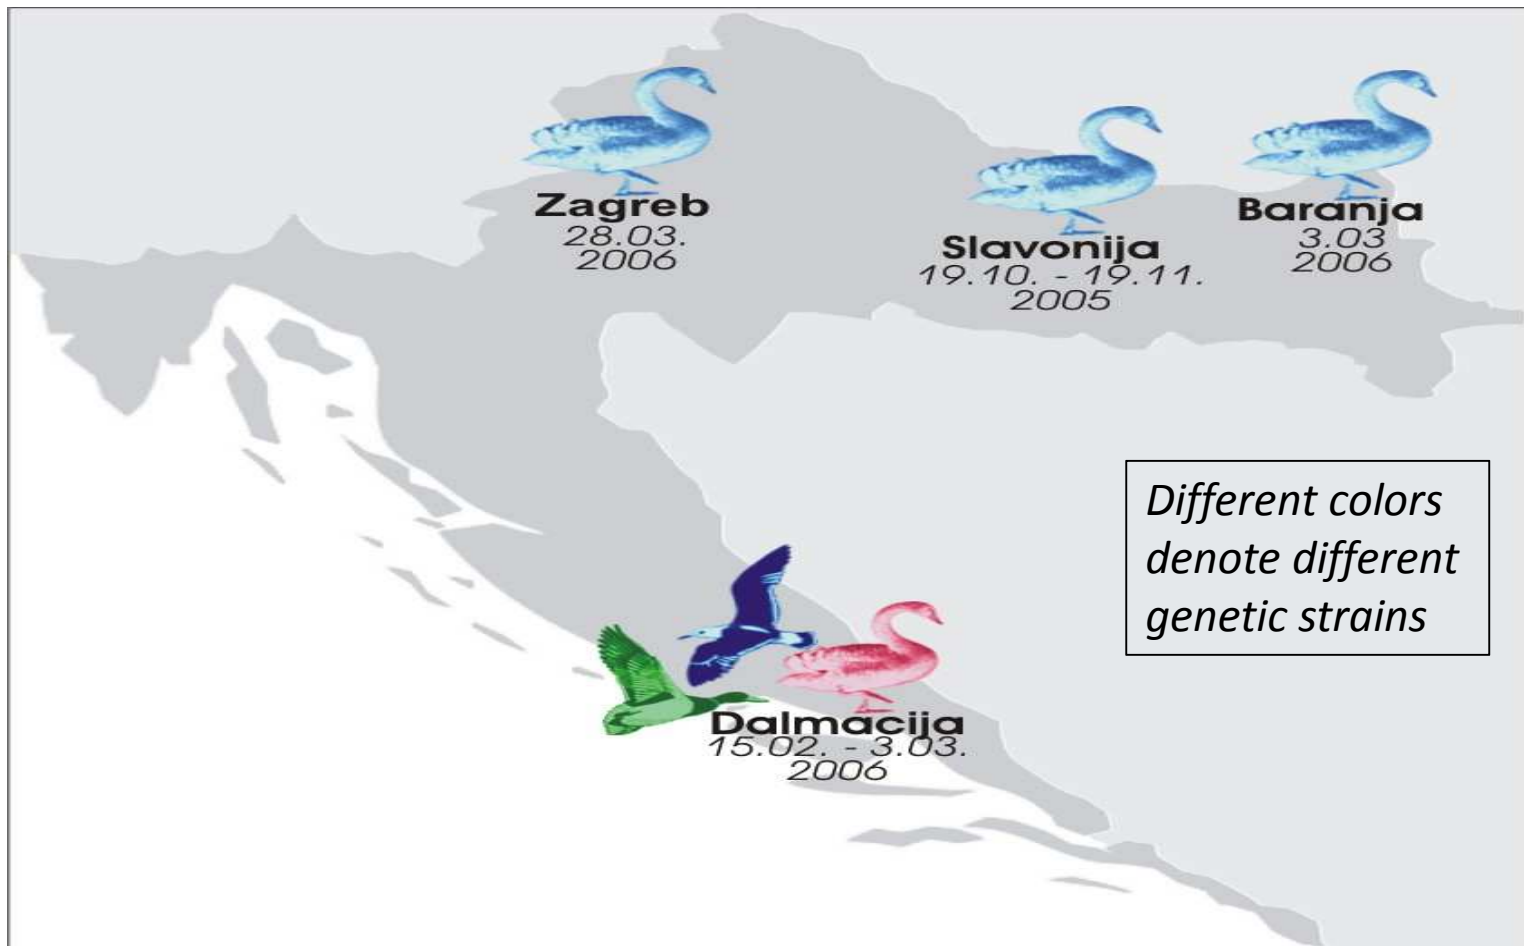 Zagreb
28.03.
2006
Slavonija
19.10. - 19.11.
2005
Baranja
3.03
2006
Different colors
denote different
genetic strains
Dalmacija
15.02. - 3.03.
2006